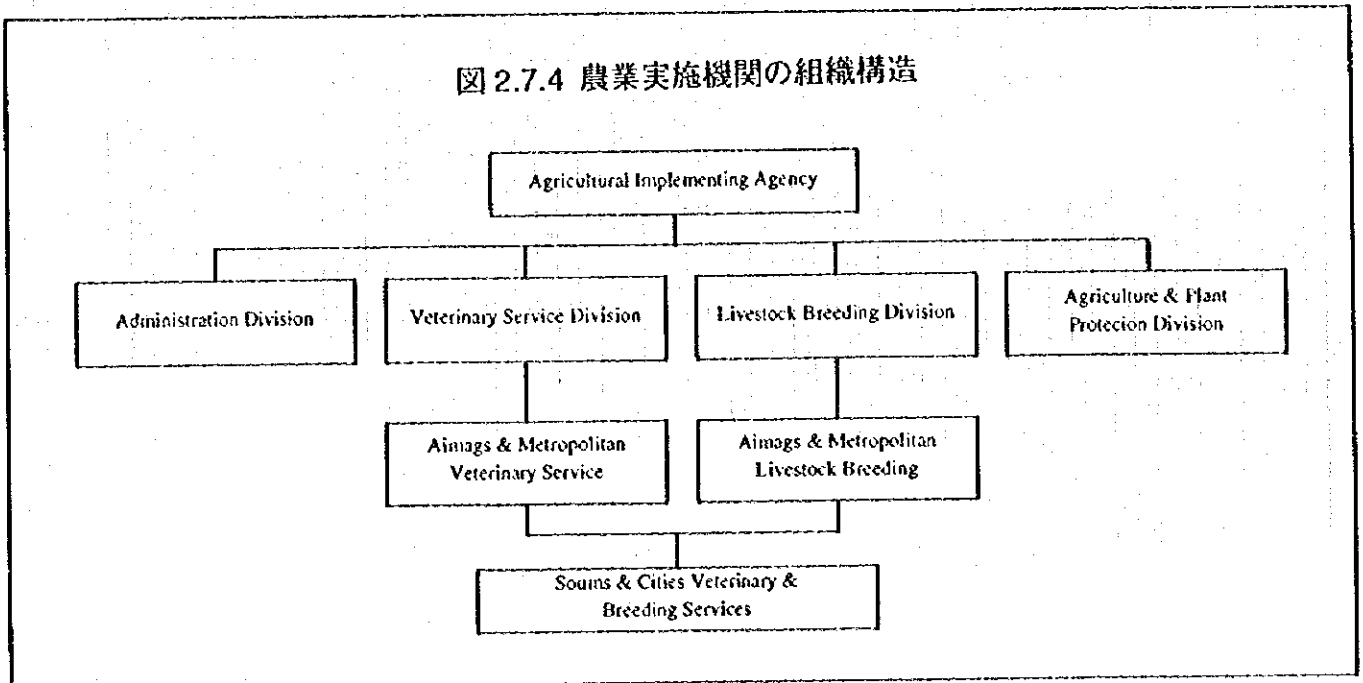 図 2.7.4 農業実施機関の組織構造
Agricultural Implementing Agency
Administration Division
Veterinary Service Division
Livestock Breeding Division
Agriculture & Plant
Protecion Division
Aimags & Metropolitan
Veterinary Service
Aimags & Metropolitan
Livestock Breeding
Soums & Cities Veterinary &
Breeding Services